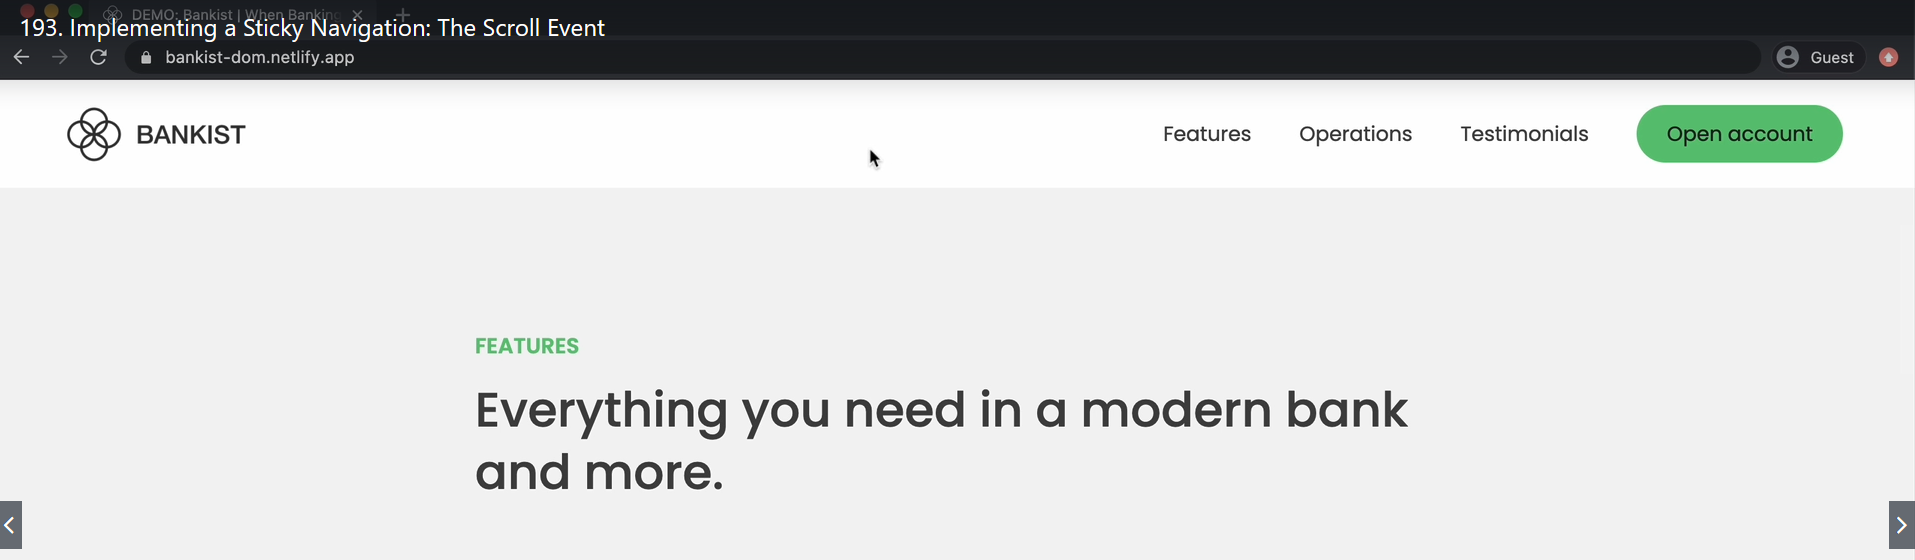 DEMO: Bankist | When Banking
193. Implementing a Sticky Navigation: The Scroll Event
bankist-dom.netlify.app
Guest
BANKIST
Features
Operations
Testimonials
Open account
FEATURES
Everything you need in a modern bank
and more.